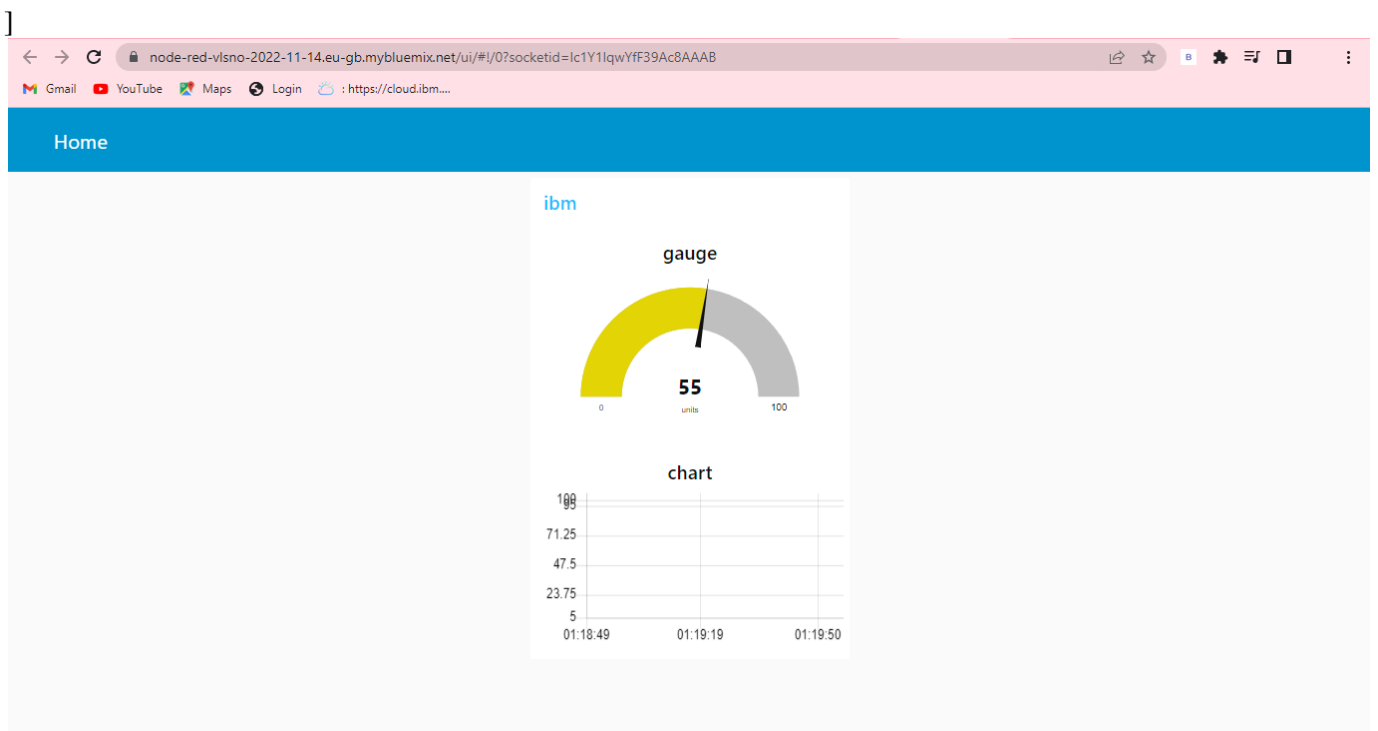 ]
node-red-vlsno-2022-11-14.eu-gb.mybluemix.net/ui/#!/0?socketid=Ic1Y1IqwYfF39Ac8AAAB
B
Gmail YouTube Maps Login : https://cloud.ibm....
Home
ibm
gauge
55
0 units 100
chart
100
95
71.25
47.5
23.75
5
01:18:49 01:19:19 01:19:50